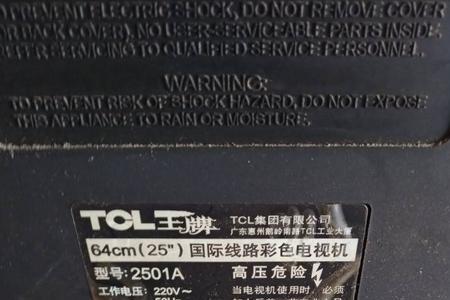 PREVENT ELECTRIC SHOCK, DO NOT REMOVE COVER
OR BACK COVER). NO USER-SERVICEABLE PARTS INSIDE.
REFER SERVICING TO QUALIFIED SERVICE PERSONNEL.
WARNING:
TO PREVENT RISK OF SHOCK HAZARD, DO NOT EXPOSE
THIS APPLIANCE TO RAIN OR MOISTURE.
TCL王牌 TCL集团有限公司
广东惠州鹅岭南路TCL工业大厦
64cm(25")国际线路彩色电视机
型号:2501A 高压危险
工作电压: 220V～ 当电视机使用时, 必须
50Hz